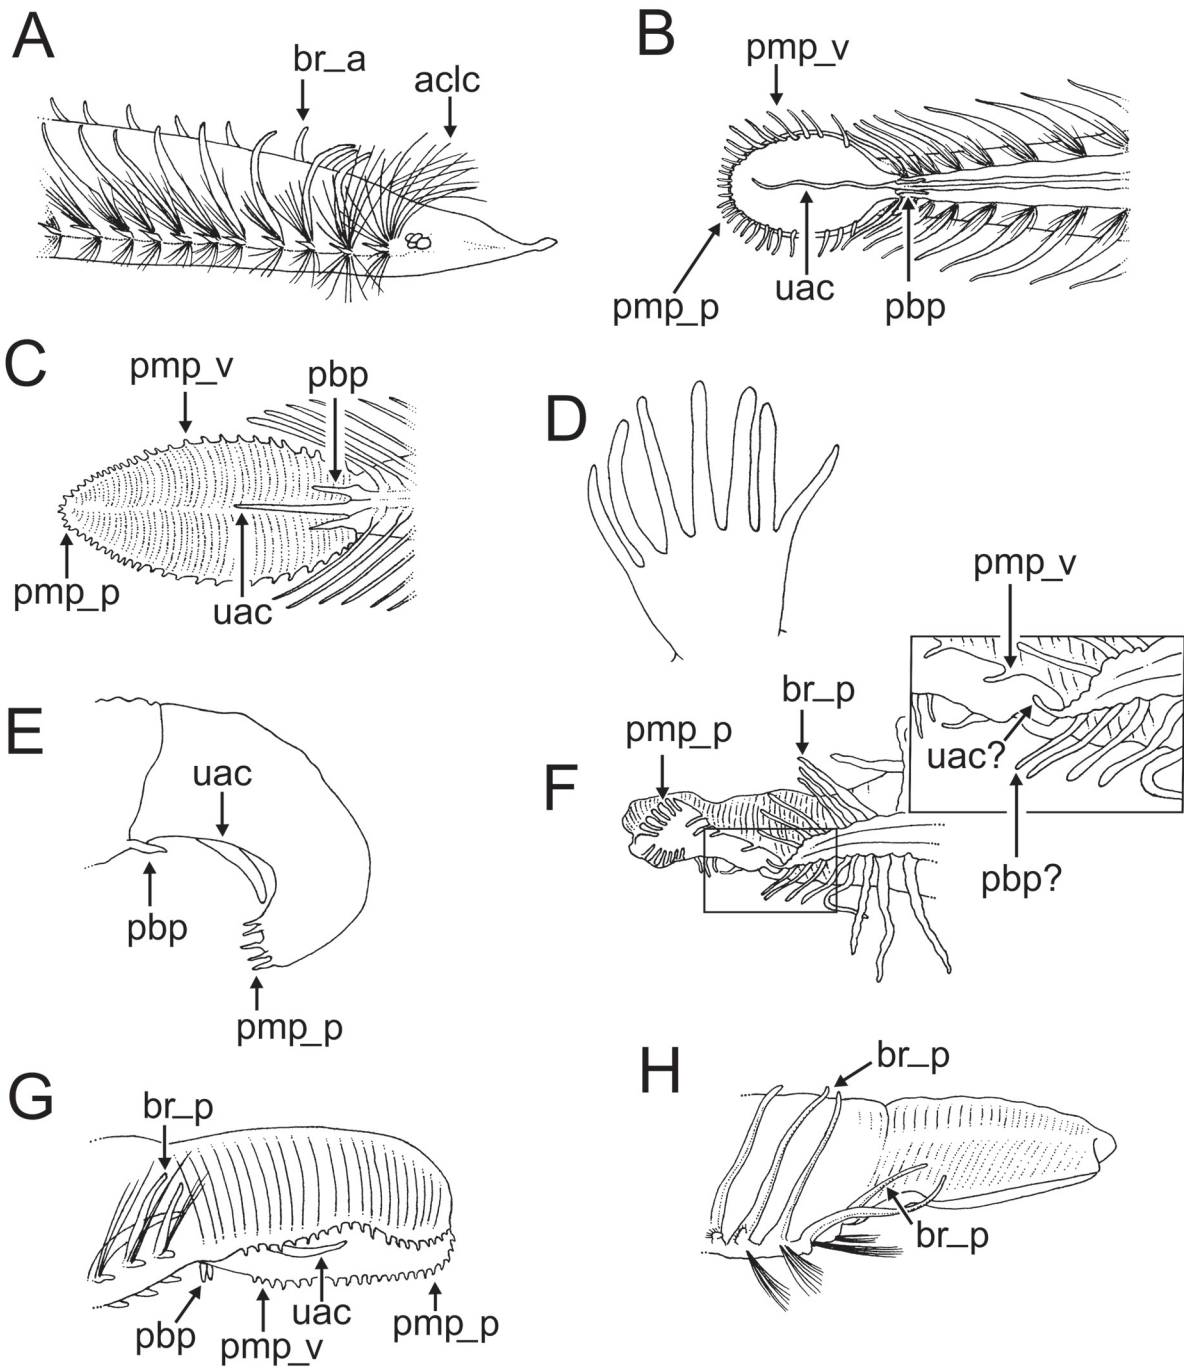 A
br_a
aclc
B
pmp_v
pmp_p
uac
pbp
C
pmp_v
pbp
pmp_p
uac
D
E
uac
pbp
pmp_p
F
pmp_p
br_p
pmp_v
uac?
pbp?
G
br_p
pbp
pmp_v
uac
pmp_p
H
br_p
br_p